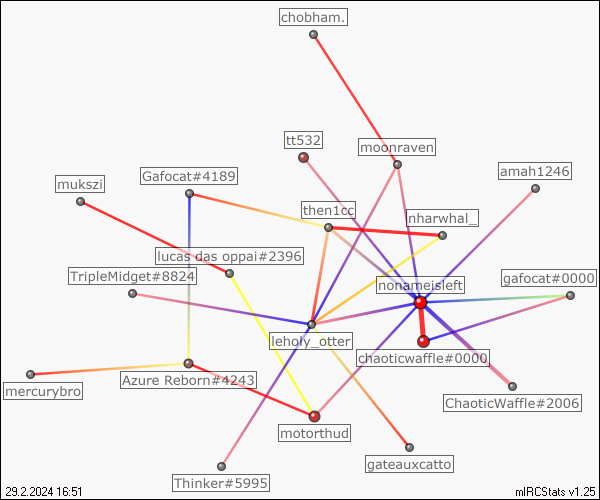 chobham.
tt532
moonraven
Gafocat#4189
amah1246
mukszi
then1cc
nharwhal_
lucas das oppai#2396
TripleMidget#8824
nonameisleft
gafocat#0000
leholy_otter
chaoticwaffle#0000
mercurybro
Azure Reborn#4243
ChaoticWaffle#2006
motorthud
gateauxcatto
Thinker#5995
29.2.2024 16:51
mIRCStats v1.25